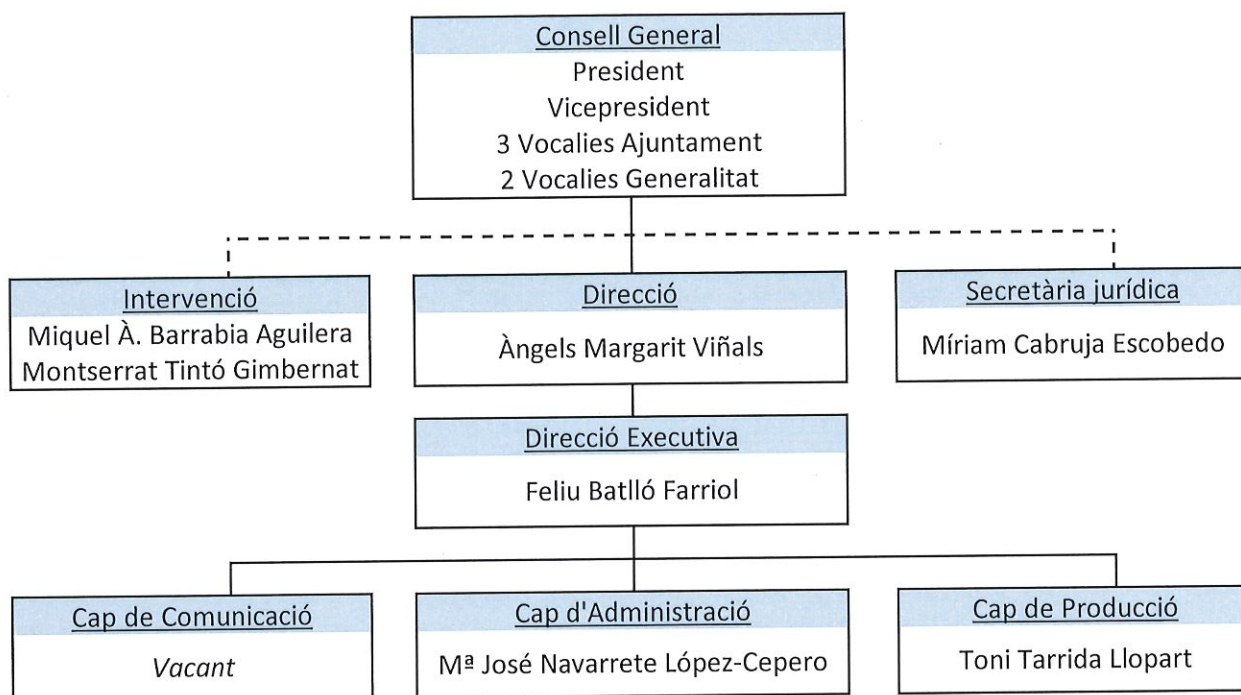 Consell General
President
Vicepresident
3 Vocalies Ajuntament
2 Vocalies Generalitat
Intervenció
Miquel À. Barrabia Aguilera
Montserrat Tintó Gimbernat
Direcció
Àngels Margarit Viñals
Secretària jurídica
Míriam Cabruja Escobedo
Direcció Executiva
Feliu Batlló Farriol
Cap de Comunicació
Vacant
Cap d'Administració
Mª José Navarrete López-Cepero
Cap de Producció
Toni Tarrida Llopart